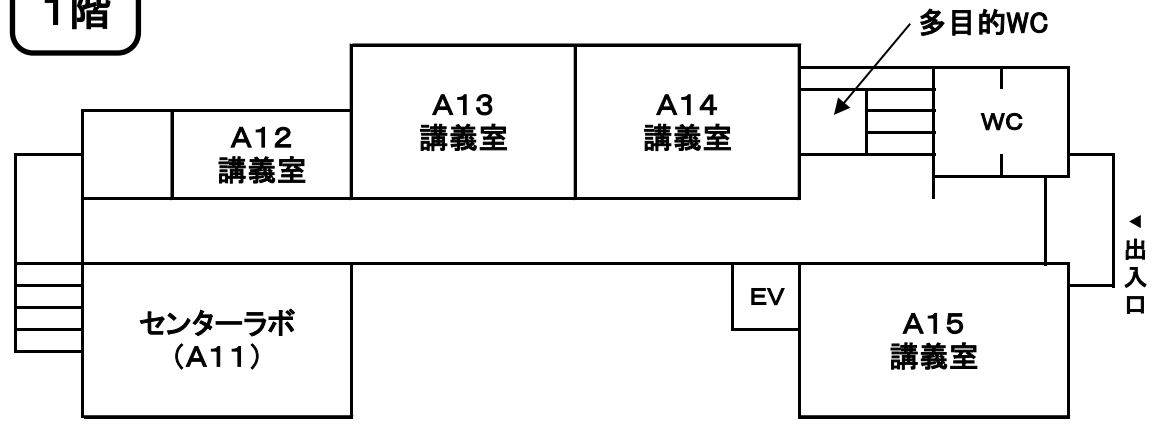 1階
多目的WC
A13
講義室
A14
講義室
A12
講義室
WC
◀出入口
センターラボ
(A11)
EV
A15
講義室